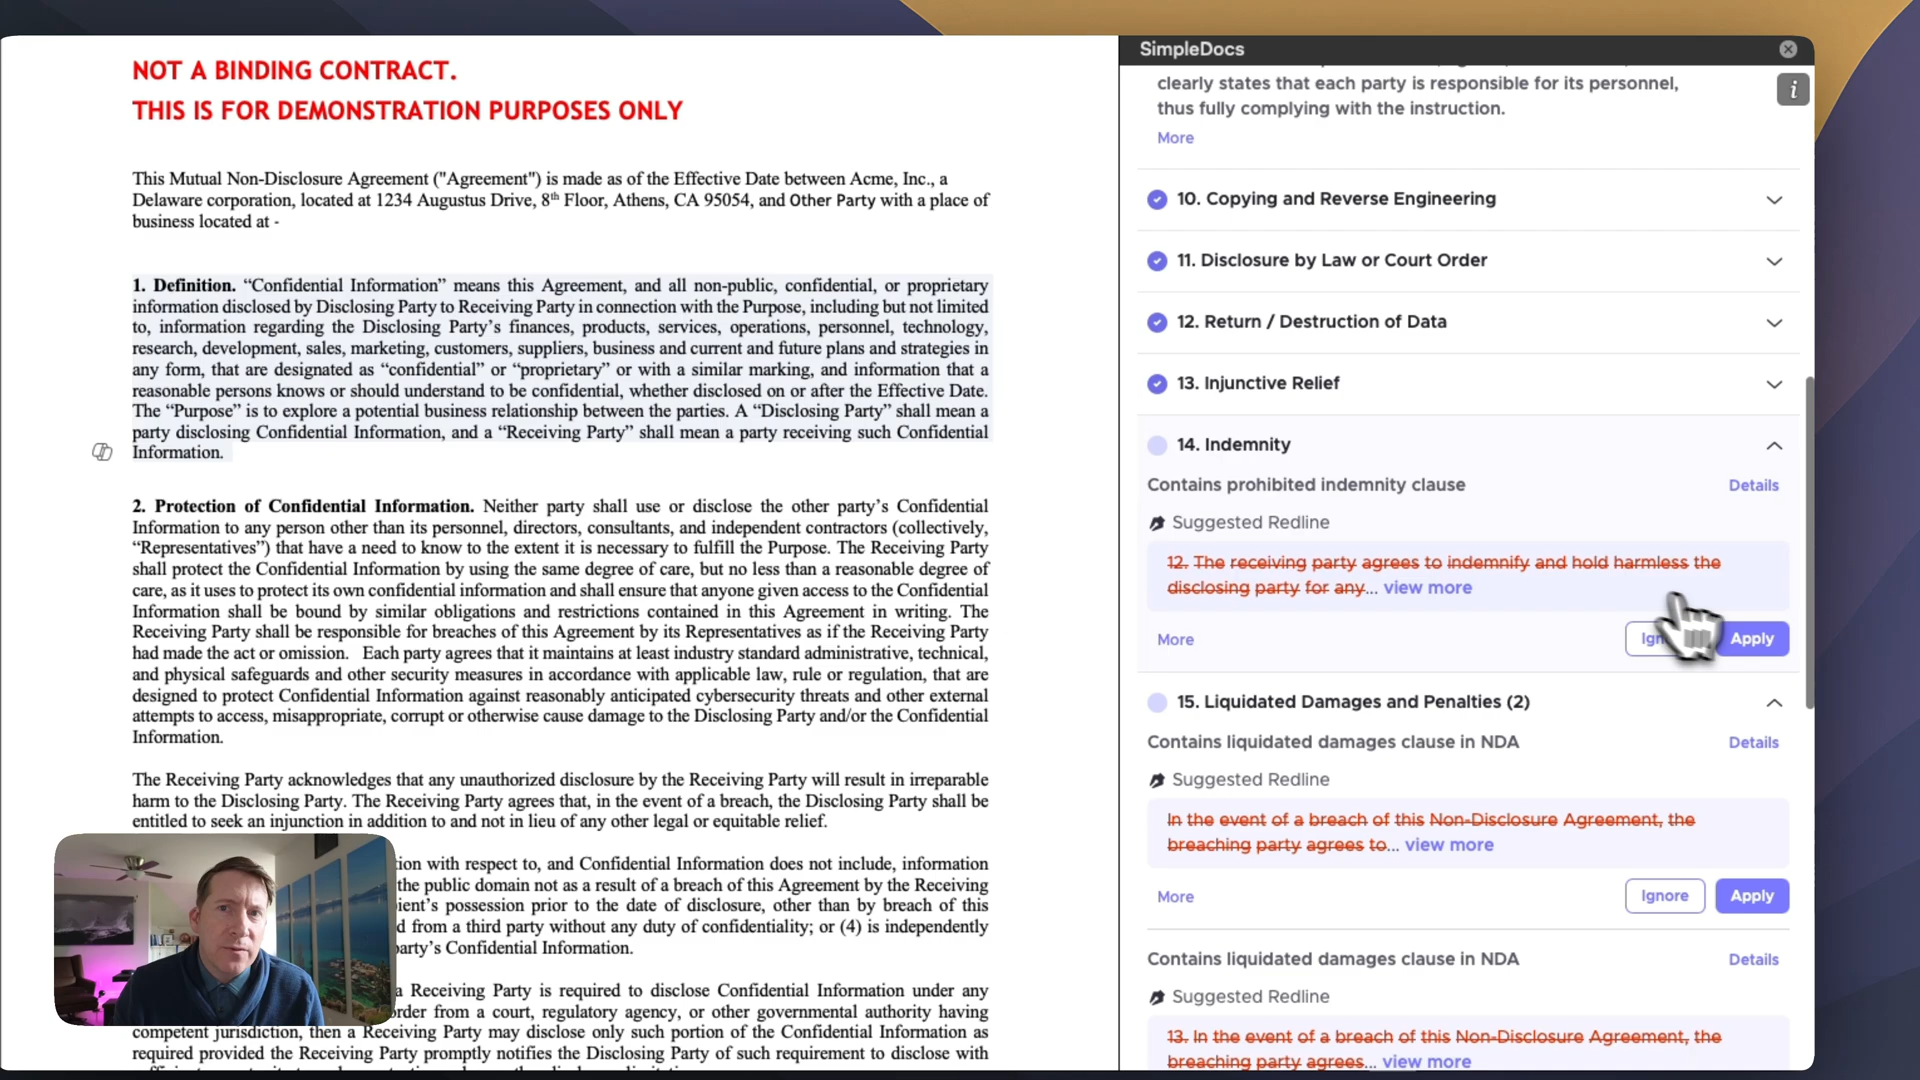 NOT A BINDING CONTRACT.
THIS IS FOR DEMONSTRATION PURPOSES ONLY
This Mutual Non-Disclosure Agreement ("Agreement") is made as of the Effective Date between Acme, Inc., a
Delaware corporation, located at 1234 Augustus Drive, 8th Floor, Athens, CA 95054, and Other Party with a place of
business located at -
1. Definition. “Confidential Information” means this Agreement, and all non-public, confidential, or proprietary
information disclosed by Disclosing Party to Receiving Party in connection with the Purpose, including but not limited
to, information regarding the Disclosing Party’s finances, products, services, operations, personnel, technology,
research, development, sales, marketing, customers, suppliers, business and current and future plans and strategies in
any form, that are designated as “confidential” or “proprietary” or with a similar marking, and information that a
reasonable persons knows or should understand to be confidential, whether disclosed on or after the Effective Date.
The “Purpose” is to explore a potential business relationship between the parties. A “Disclosing Party” shall mean a
party disclosing Confidential Information, and a “Receiving Party” shall mean a party receiving such Confidential
Information.
2. Protection of Confidential Information. Neither party shall use or disclose the other party’s Confidential
Information to any person other than its personnel, directors, consultants, and independent contractors (collectively,
“Representatives”) that have a need to know to the extent it is necessary to fulfill the Purpose. The Receiving Party
shall protect the Confidential Information by using the same degree of care, but no less than a reasonable degree of
care, as it uses to protect its own confidential information and shall ensure that anyone given access to the Confidential
Information shall be bound by similar obligations and restrictions contained in this Agreement in writing. The
Receiving Party shall be responsible for breaches of this Agreement by its Representatives as if the Receiving Party
had made the act or omission. Each party agrees that it maintains at least industry standard administrative, technical,
and physical safeguards and other security measures in accordance with applicable law, rule or regulation, that are
designed to protect Confidential Information against reasonably anticipated cybersecurity threats and other external
attempts to access, misappropriate, corrupt or otherwise cause damage to the Disclosing Party and/or the Confidential
Information.
The Receiving Party acknowledges that any unauthorized disclosure by the Receiving Party will result in irreparable
harm to the Disclosing Party. The Receiving Party agrees that, in the event of a breach, the Disclosing Party shall be
entitled to seek an injunction in addition to and not in lieu of any other legal or equitable relief.
with respect to, and Confidential Information does not include, information
the public domain not as a result of a breach of this Agreement by the Receiving
possession prior to the date of disclosure, other than by breach of this
from a third party without any duty of confidentiality; or (4) is independently
Confidential Information.
a Receiving Party is required to disclose Confidential Information under any
order from a court, regulatory agency, or other governmental authority having
competent jurisdiction, then a Receiving Party may disclose only such portion of the Confidential Information as
required provided the Receiving Party promptly notifies the Disclosing Party of such requirement to disclose with
SimpleDocs
clearly states that each party is responsible for its personnel,
thus fully complying with the instruction.
More
10. Copying and Reverse Engineering
11. Disclosure by Law or Court Order
12. Return / Destruction of Data
13. Injunctive Relief
14. Indemnity
Contains prohibited indemnity clause Details
Suggested Redline
12. The receiving party agrees to indemnify and hold harmless the
disclosing party for any... view more
More Apply
15. Liquidated Damages and Penalties (2)
Contains liquidated damages clause in NDA Details
Suggested Redline
In the event of a breach of this Non-Disclosure Agreement, the
breaching party agrees to... view more
More Ignore Apply
Contains liquidated damages clause in NDA Details
Suggested Redline
13. In the event of a breach of this Non-Disclosure Agreement, the
breaching party agrees... view more